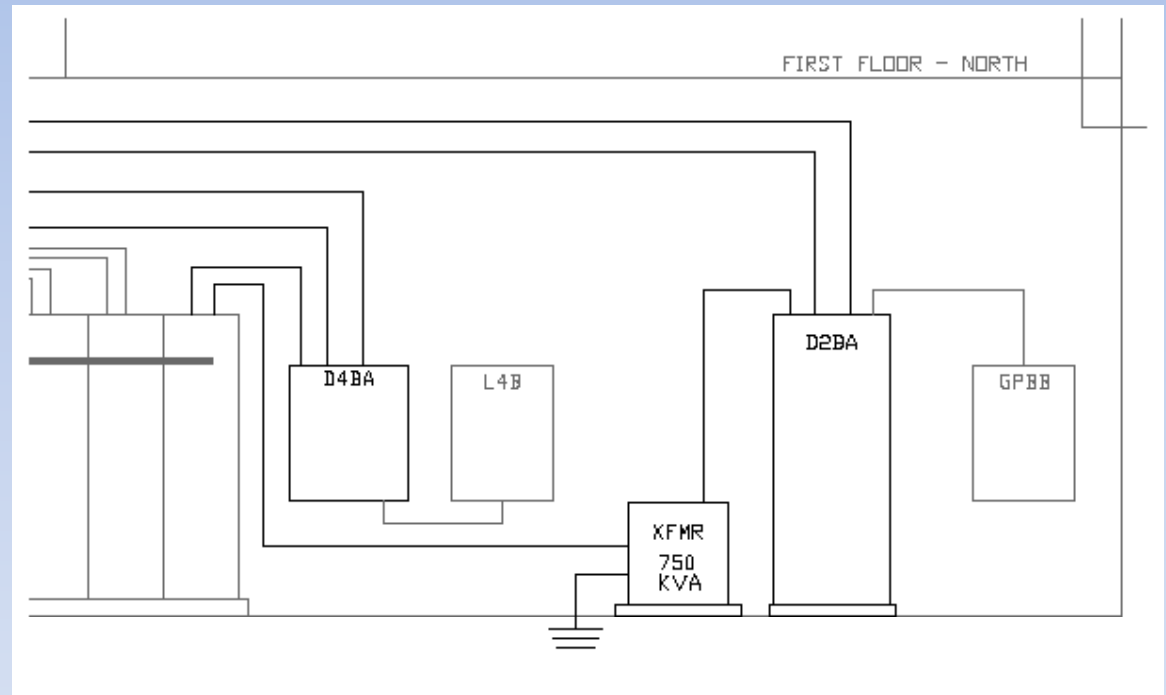 FIRST FLOOR - NORTH
D2BA
D4BA
L4B
GPBB
XFMR
750
KVA